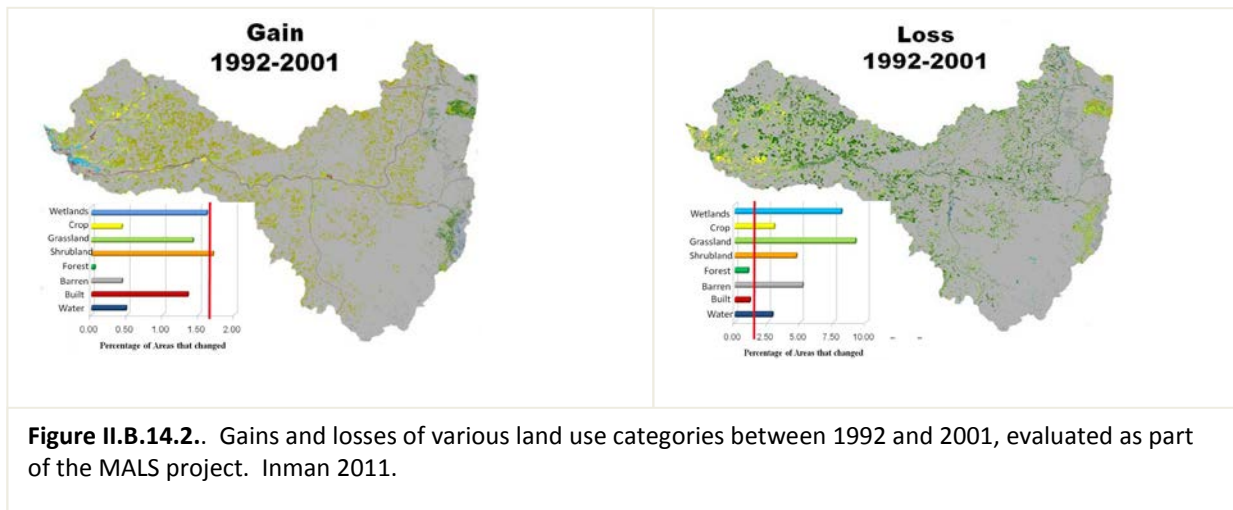 Gain
1992-2001
Wetlands
Crop
Grassland
Shrubland
Forest
Barren
Built
Water
0.00 0.50 1.00 1.50 2.00
Percentage of Areas that changed
Loss
1992-2001
Wetlands
Crop
Grassland
Shrubland
Forest
Barren
Built
Water
0.00 2.50 5.00 7.50 10.00
Percentage of Areas that changed
Figure II.B.14.2.. Gains and losses of various land use categories between 1992 and 2001, evaluated as part
of the MALS project. Inman 2011.